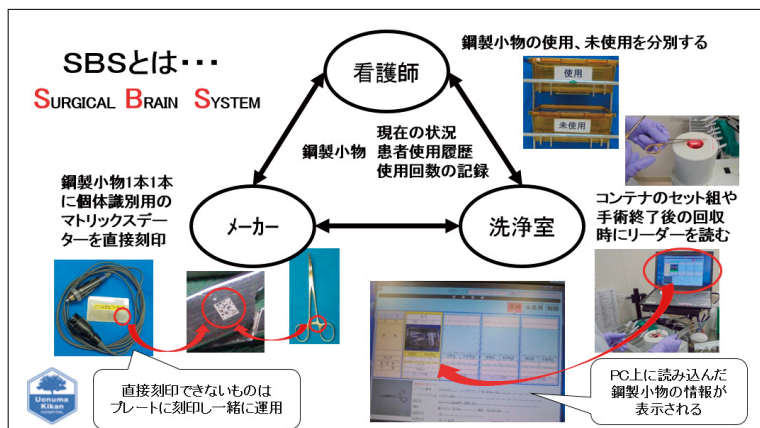 SBSとは・・・
SURGICAL BRAIN SYSTEM
看護師
鋼製小物の使用、未使用を分別する
使用
未使用
鋼製小物
現在の状況
患者使用履歴
使用回数の記録
鋼製小物1本1本
に個体識別用の
マトリックスデー
ターを直接刻印
メーカー
洗浄室
コンテナのセット組や
手術終了後の回収
時にリーダーを読む
直接刻印できないものは
プレートに刻印し一緒に運用
PC上に読み込んだ
鋼製小物の情報が
表示される
Uonuma
Kikan
HOSPITAL